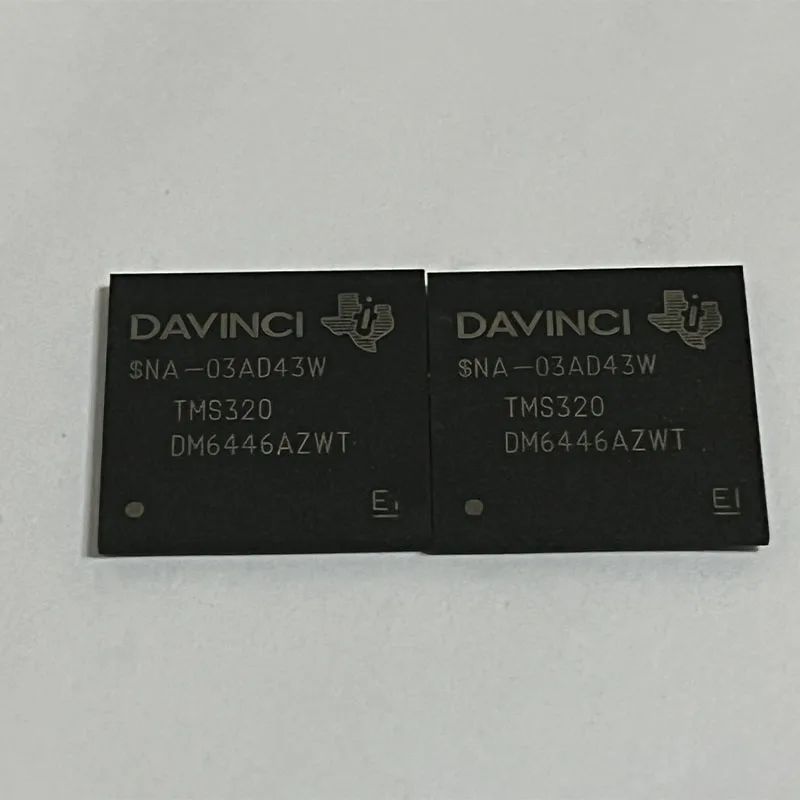 DAVINCI
$NA-03AD43W
TMS320
DM6446AZWT
E1
DAVINCI
$NA-03AD43W
TMS320
DM6446AZWT
E1